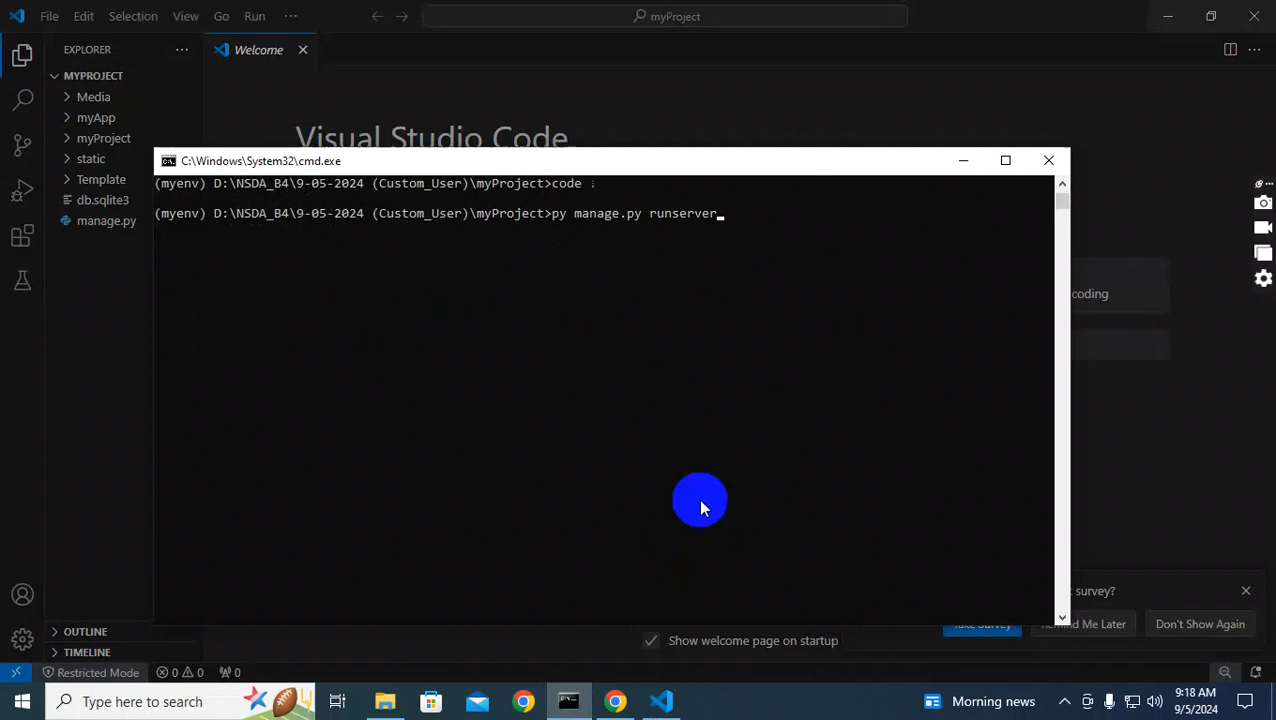 File Edit Selection View Go Run ··· myProject
EXPLORER ··· Welcome
MYPROJECT
Media
myApp
myProject
static
Template
db.sqlite3
manage.py
Visual Studio Code
C:\Windows\System32\cmd.exe
(myenv) D:\NSDA_B4\9-05-2024 (Custom_User)\myProject>code .
(myenv) D:\NSDA_B4\9-05-2024 (Custom_User)\myProject>py manage.py runserver
coding
survey?
Take Survey Remind Me Later Don't Show Again
OUTLINE
Show welcome page on startup
TIMELINE
Restricted Mode 0 0 0
Type here to search
Morning news
9:18 AM
9/5/2024